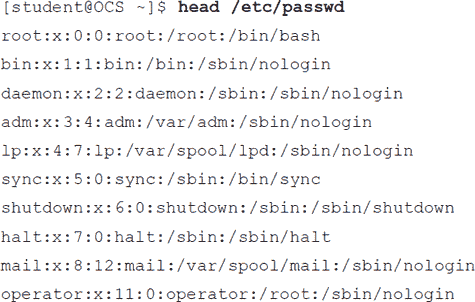 [student@OCS ~]$ head /etc/passwd
root:x:0:0:root:/root:/bin/bash
bin:x:1:1:bin:/bin:/sbin/nologin
daemon:x:2:2:daemon:/sbin:/sbin/nologin
adm:x:3:4:adm:/var/adm:/sbin/nologin
lp:x:4:7:lp:/var/spool/lpd:/sbin/nologin
sync:x:5:0:sync:/sbin:/bin/sync
shutdown:x:6:0:shutdown:/sbin:/sbin/shutdown
halt:x:7:0:halt:/sbin:/sbin/halt
mail:x:8:12:mail:/var/spool/mail:/sbin/nologin
operator:x:11:0:operator:/root:/sbin/nologin